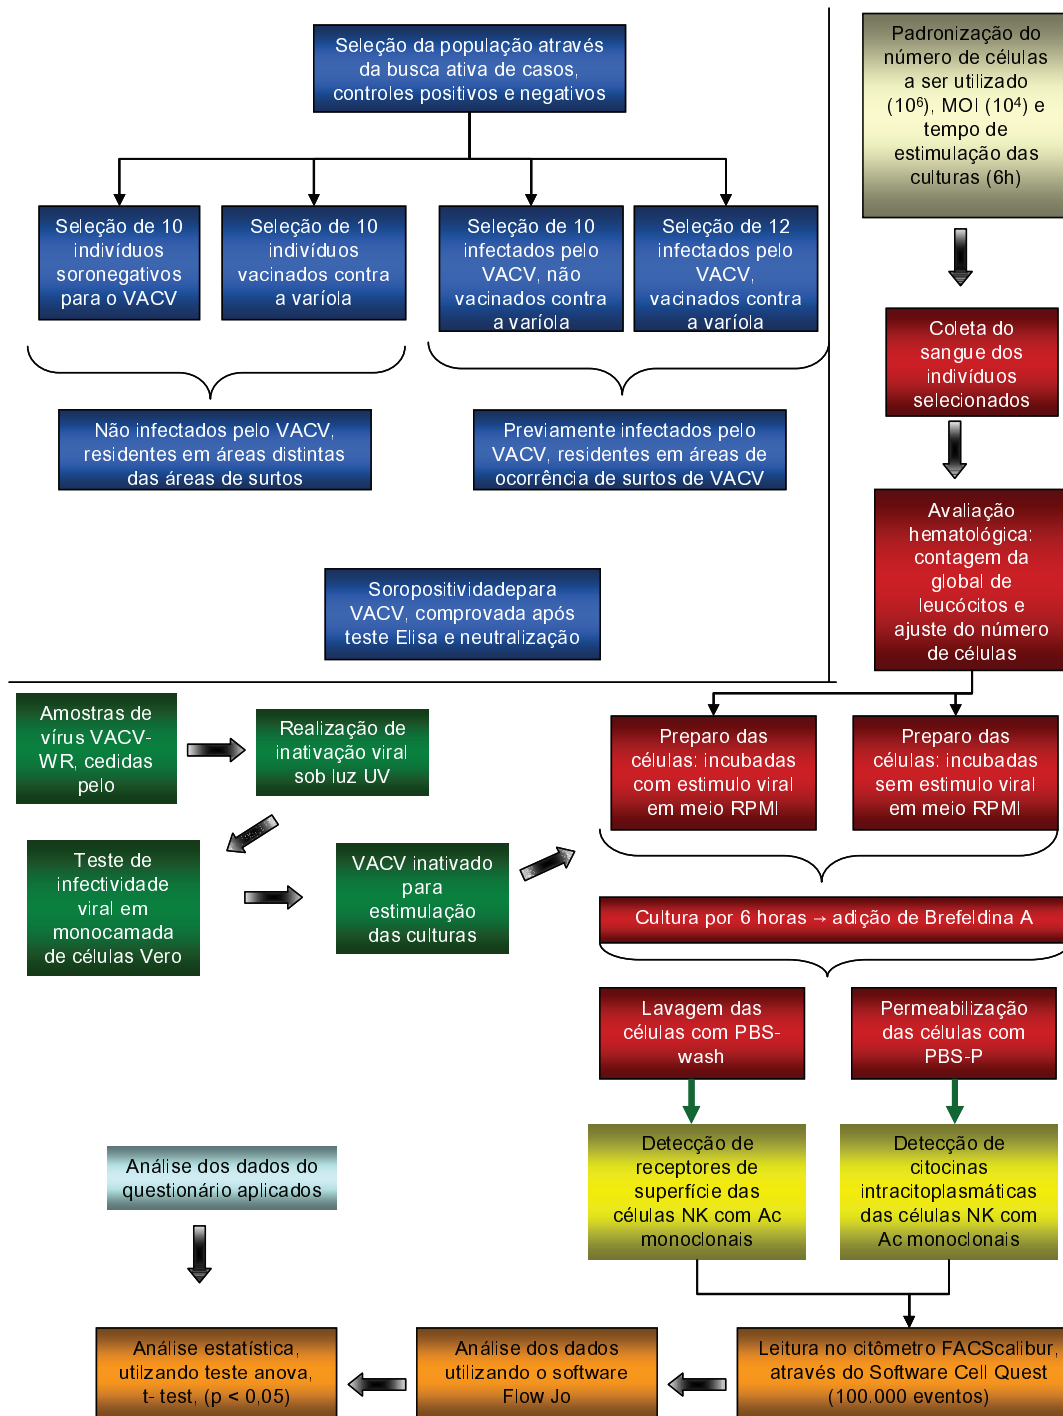 Seleção da população através
da busca ativa de casos,
controles positivos e negativos
Seleção de 10
indivíduos
soronegativos
para o VACV
Seleção de 10
indivíduos
vacinados contra
a varíola
Seleção de 10
infectados pelo
VACV, não
vacinados contra
a varíola
Seleção de 12
infectados pelo
VACV,
vacinados contra
a varíola
Não infectados pelo VACV,
residentes em áreas distintas
das áreas de surtos
Previamente infectados pelo
VACV, residentes em áreas de
ocorrência de surtos de VACV
Soropositividadepara
VACV, comprovada após
teste Elisa e neutralização
Padronização do
número de células
a ser utilizado
(10⁶), MOI (10⁴) e
tempo de
estimulação das
culturas (6h)
Coleta do
sangue dos
indivíduos
selecionados
Avaliação
hematológica:
contagem da
global de
leucócitos e
ajuste do número
de células
Amostras de
vírus VACV-
WR, cedidas
pelo
Realização de
inativação viral
sob luz UV
Teste de
infectividade
viral em
monocamada
de células Vero
VACV inativado
para
estimulação
das culturas
Preparo das
células: incubadas
com estimulo viral
em meio RPMI
Preparo das
células: incubadas
sem estimulo viral
em meio RPMI
Cultura por 6 horas → adição de Brefeldina A
Lavagem das
células com PBS-
wash
Permeabilização
das células com
PBS-P
Detecção de
receptores de
superfície das
células NK com Ac
monoclonais
Detecção de
citocinas
intracitoplasmáticas
das células NK com
Ac monoclonais
Análise dos dados do
questionário aplicados
Análise estatística,
utilzando teste anova,
t- test, (p < 0,05)
Análise dos dados
utilizando o software
Flow Jo
Leitura no citômetro FACScalibur,
através do Software Cell Quest
(100.000 eventos)